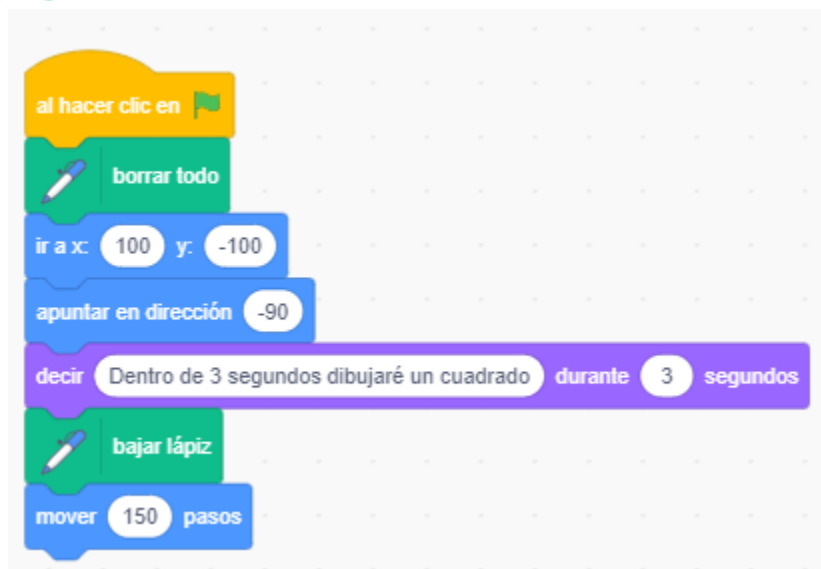 al hacer clic en
borrar todo
ir a x: 100 y: -100
apuntar en dirección -90
decir Dentro de 3 segundos dibujaré un cuadrado durante 3 segundos
bajar lápiz
mover 150 pasos